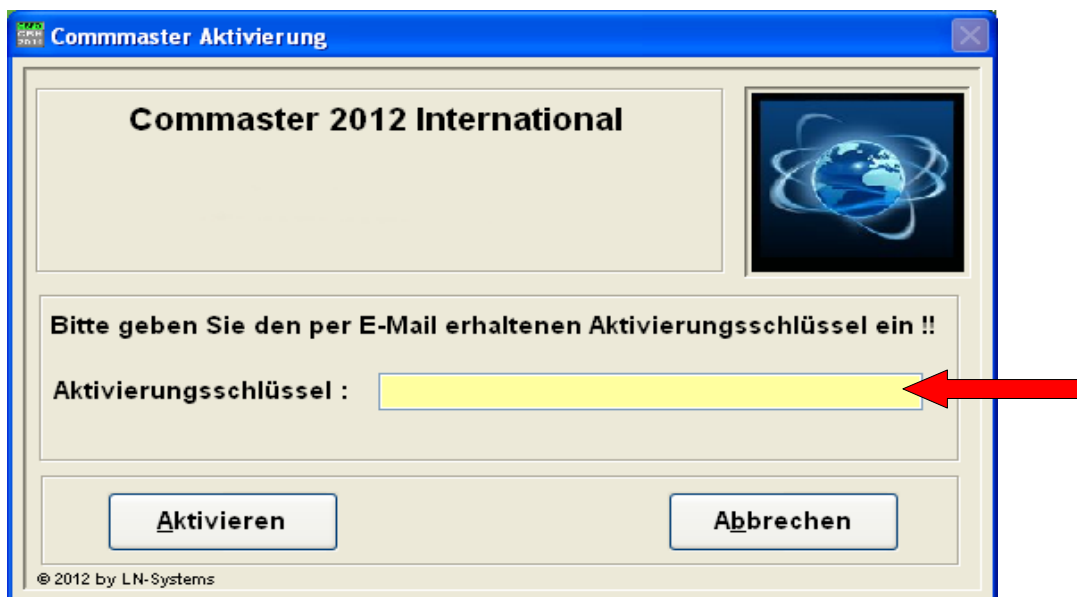 Commmaster Aktivierung
Commaster 2012 International
Bitte geben Sie den per E-Mail erhaltenen Aktivierungsschlüssel ein !!
Aktivierungsschlüssel :
Aktivieren
Abbrechen
© 2012 by LN-Systems